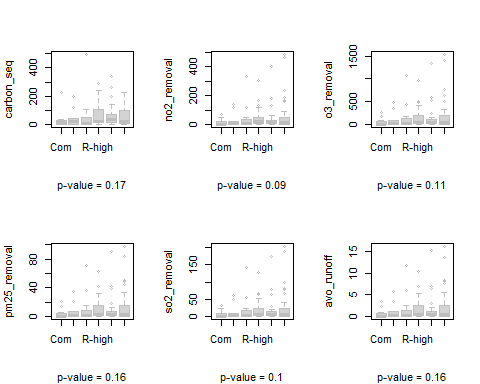 carbon_seq
0 200 400
Com R-high
p-value = 0.17
no2_removal
0 200 400
Com R-high
p-value = 0.09
o3_removal
0 500 1500
Com R-high
p-value = 0.11
pm25_removal
0 40 80
Com R-high
p-value = 0.16
so2_removal
0 50 150
Com R-high
p-value = 0.1
avo_runoff
0 5 10 15
Com R-high
p-value = 0.16